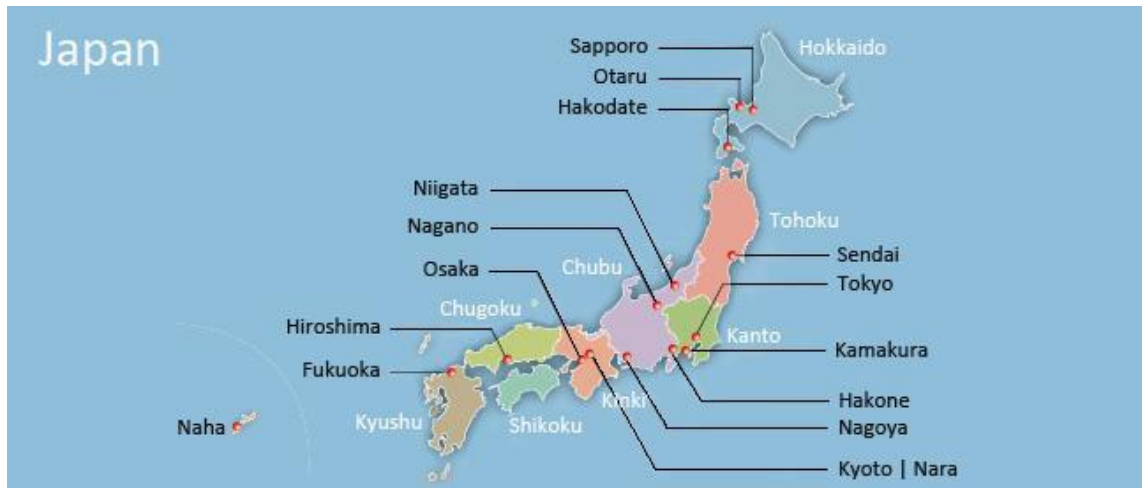 Japan
Sapporo
Hokkaido
Otaru
Hakodate
Niigata
Nagano
Tohoku
Osaka
Chubu
Sendai
Tokyo
Chugoku
Hiroshima
Kanto
Kamakura
Fukuoka
Kinki
Hakone
Naha
Kyushu
Shikoku
Nagoya
Kyoto | Nara